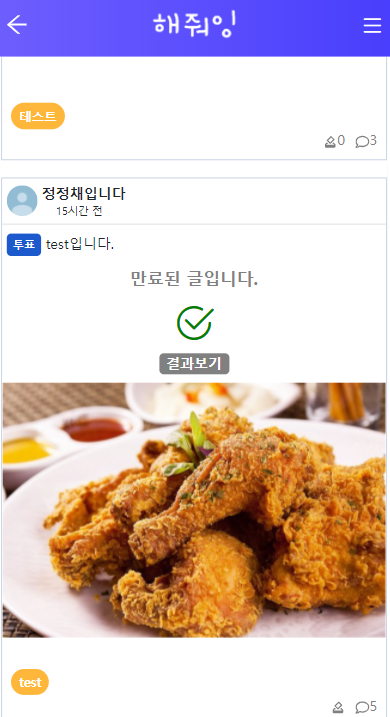 해줘잉
테스트
0 3
정정채입니다
15시간 전
투표 test입니다.
만료된 글입니다.
결과보기
test
5